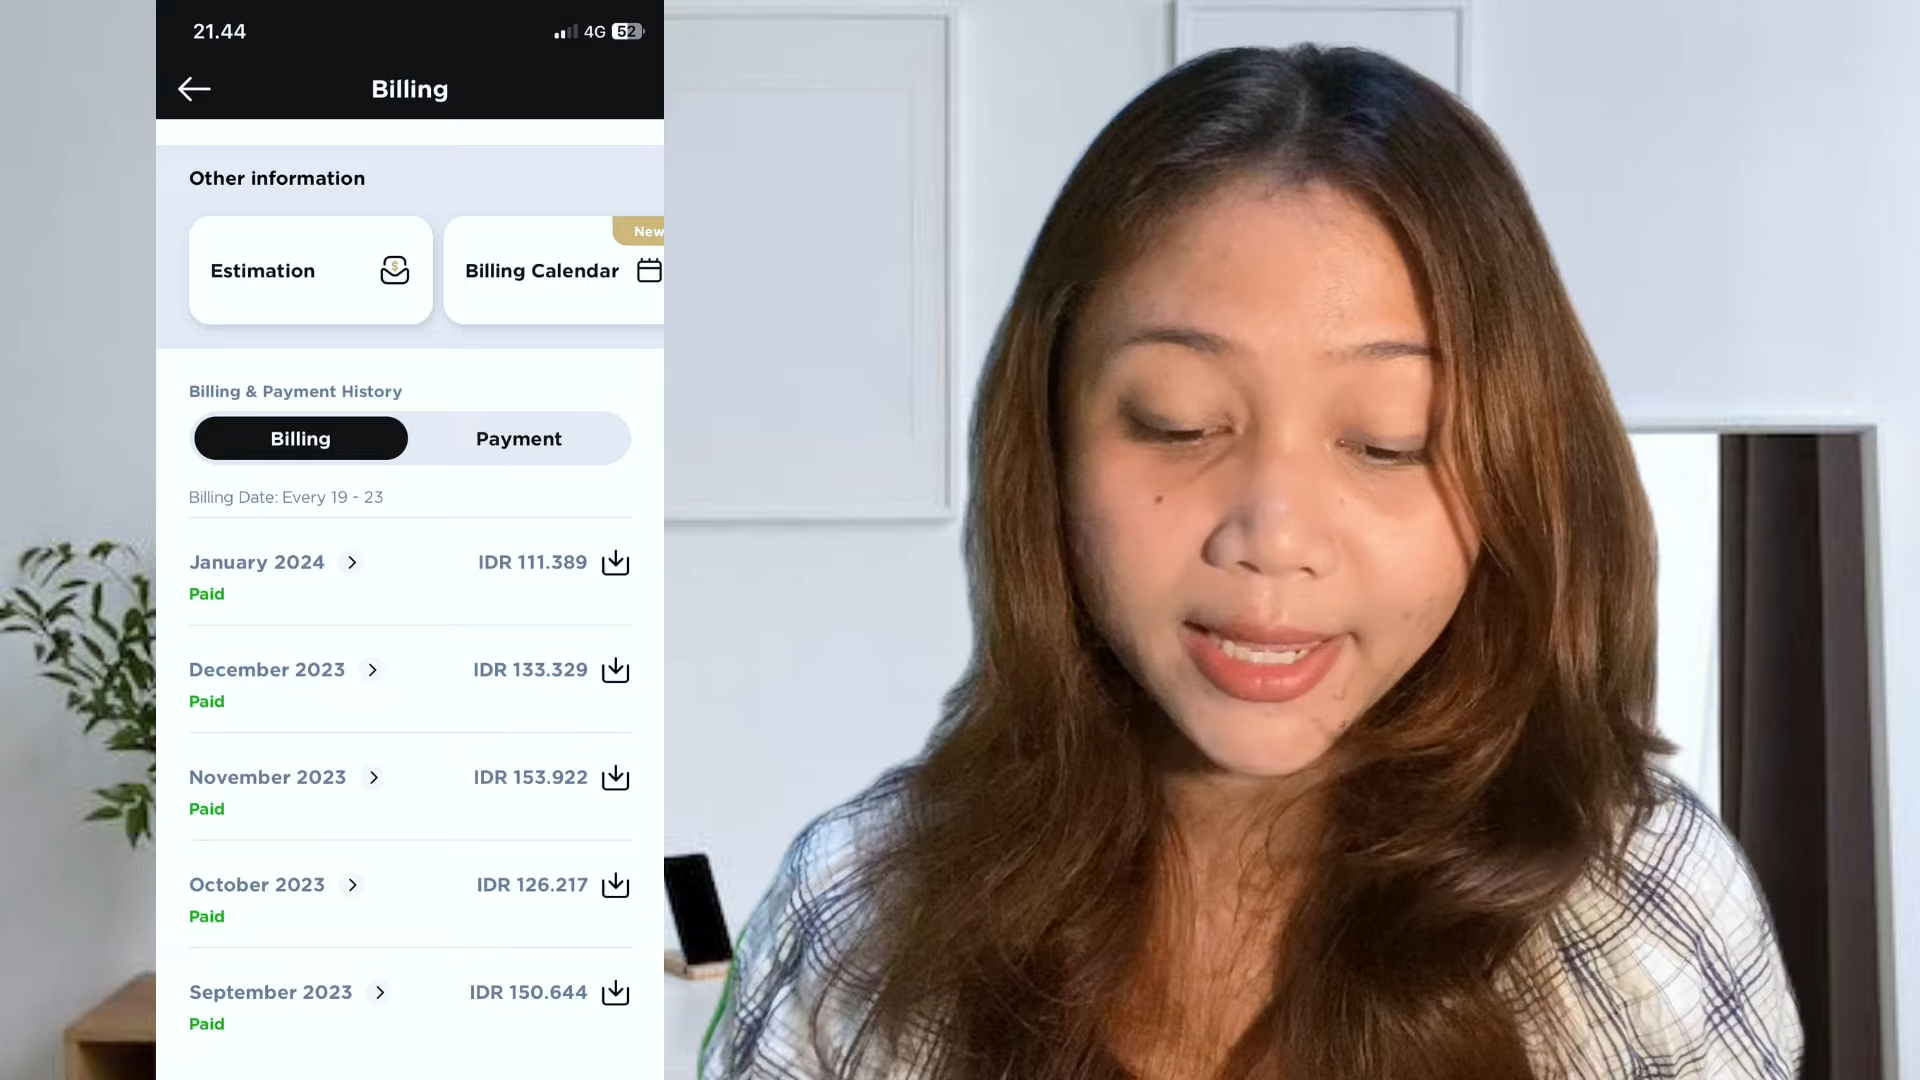 21.44
4G 52
Billing
Other information
New
Estimation
Billing Calendar
Billing & Payment History
Billing
Payment
Billing Date: Every 19 - 23
January 2024
IDR 111.389
Paid
December 2023
IDR 133.329
Paid
November 2023
IDR 153.922
Paid
October 2023
IDR 126.217
Paid
September 2023
IDR 150.644
Paid